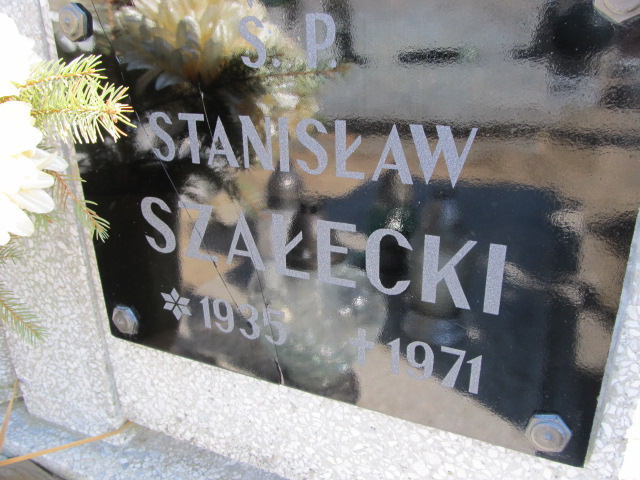 Ś. P.
STANISŁAW
SZAŁECKI
* 1935 † 1971